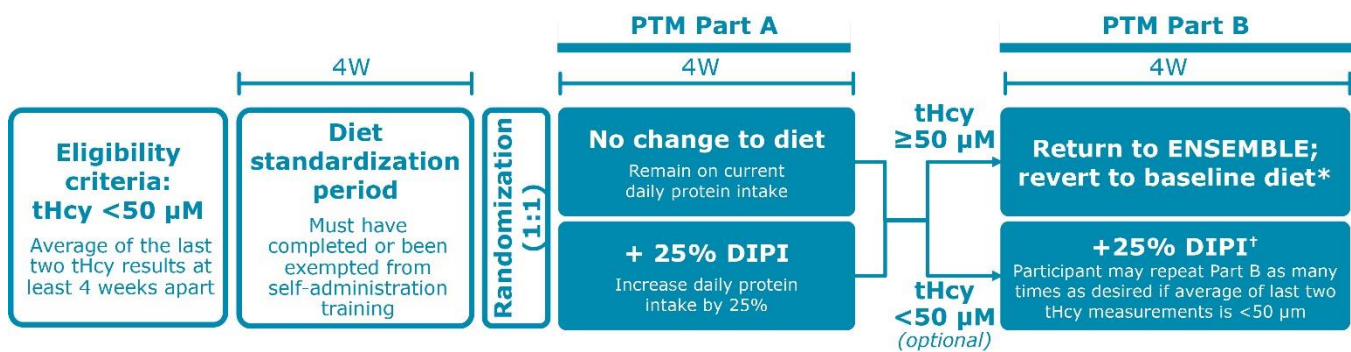 PTM Part A
PTM Part B
4W
4W
4W
Eligibility
criteria:
tHcy <50 µM
Average of the last
two tHcy results at
least 4 weeks apart
Diet
standardization
period
Must have
completed or been
exempted from
self-administration
training
Randomization
(1:1)
No change to diet
Remain on current
daily protein intake
+ 25% DIPI
Increase daily protein
intake by 25%
tHcy
≥50 µM
tHcy
<50 µM
(optional)
Return to ENSEMBLE;
revert to baseline diet*
+25% DIPI†
Participant may repeat Part B as many
times as desired if average of last two
tHcy measurements is <50 µm